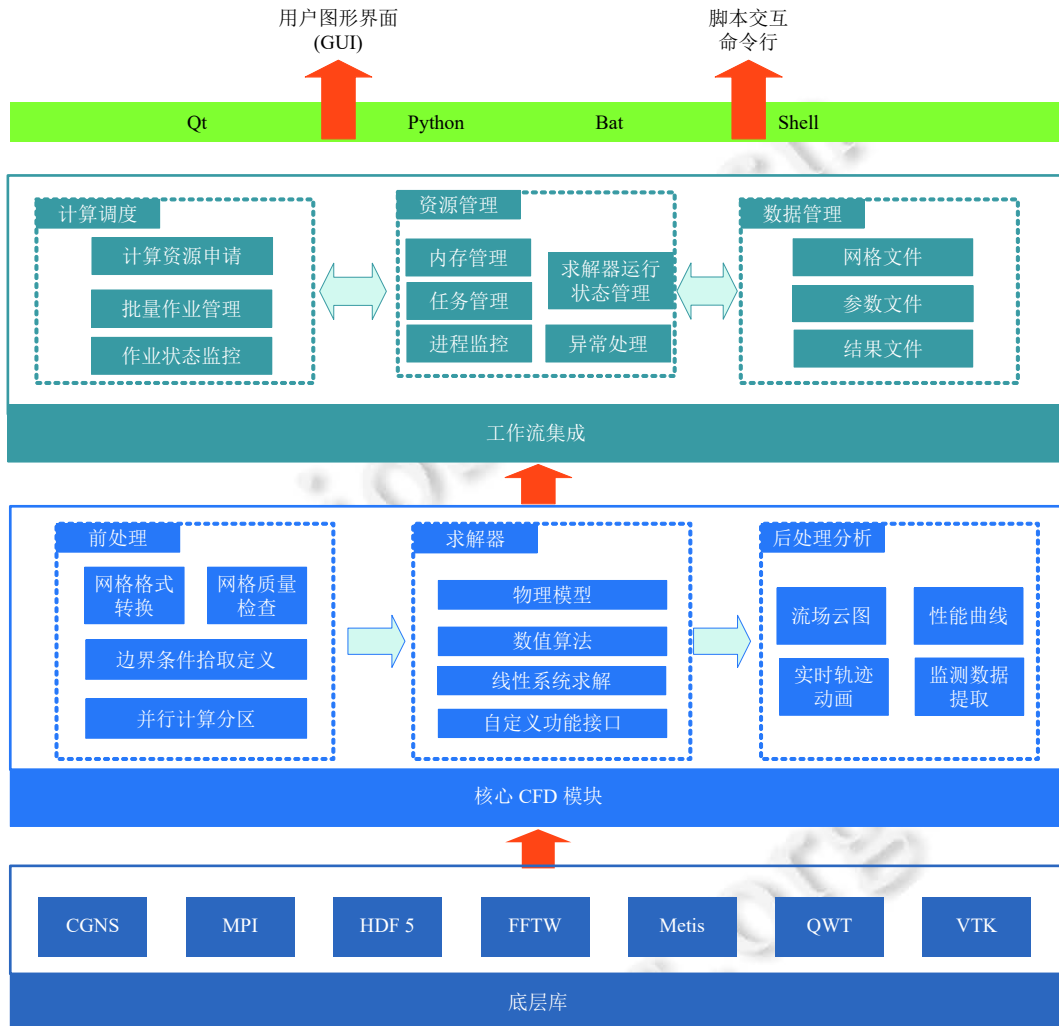 用户图形界面
(GUI)
脚本交互
命令行
Qt
Python
Bat
Shell
计算调度
计算资源申请
批量作业管理
作业状态监控
资源管理
内存管理
任务管理
进程监控
求解器运行
状态管理
异常处理
数据管理
网格文件
参数文件
结果文件
工作流集成
前处理
网格格式
转换
网格质量
检查
边界条件拾取定义
并行计算分区
求解器
物理模型
数值算法
线性系统求解
自定义功能接口
后处理分析
流场云图
性能曲线
实时轨迹
动画
监测数据
提取
核心 CFD 模块
CGNS
MPI
HDF 5
FFTW
Metis
QWT
VTK
底层库